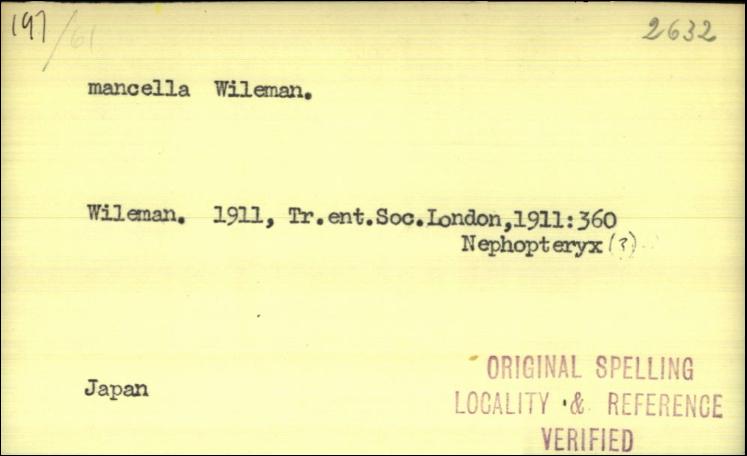 197/61
2632
mancella Wileman.
Wileman. 1911, Tr.ent.Soc.London,1911:360
Nephopteryx (?)
Japan
ORIGINAL SPELLING
LOCALITY & REFERENCE
VERIFIED